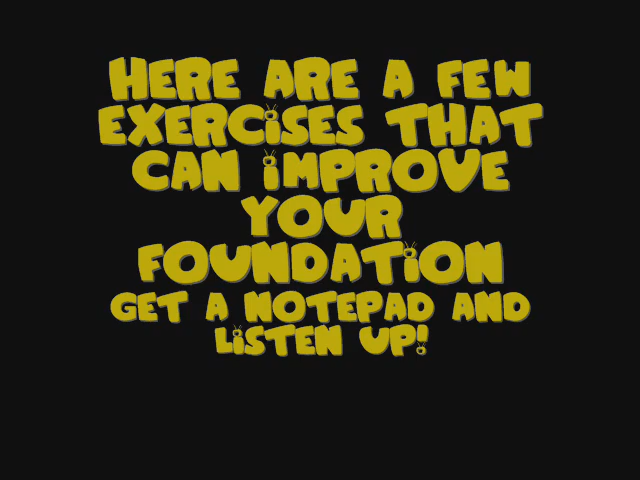 HERE ARE A FEW
EXERCiSES THAT
CAN iMPROVE
YOUR
FOUNDATiON
GET A NOTEPAD AND
LiSTEN UP!